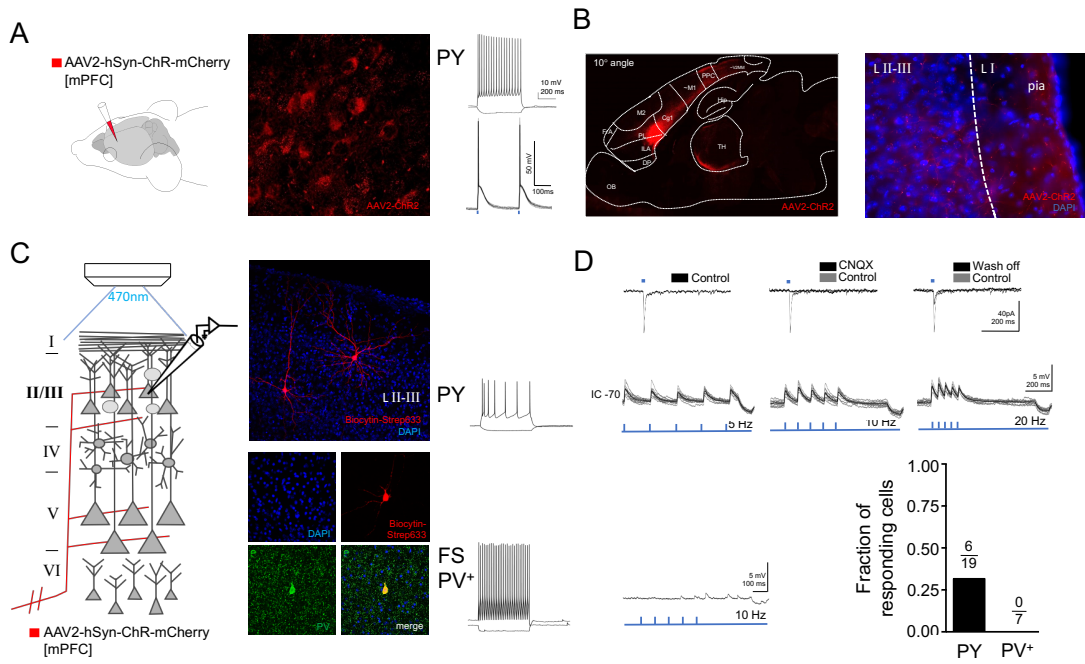 A
AAV2-hSyn-ChR-mCherry
[mPFC]
AAV2-ChR2
PY
10 mV
200 ms
50 mV
100ms
B
10° angle
PPC
~M1
M2
Hip
FrA
Cg1
PL
ILA
DP
TH
OB
AAV2-ChR2
L II-III
L I
pia
AAV2-ChR2
DAPI
C
470nm
I
II/III
IV
V
VI
AAV2-hSyn-ChR-mCherry
[mPFC]
L II-III
Biocytin-Strep633
DAPI
DAPI
Biocytin-
Strep633
e
PV
e
merge
PY
FS
PV+
D
Control
CNQX
Control
Wash off
Control
40pA
200 ms
IC -70
5 mV
200 ms
5 Hz
10 Hz
20 Hz
5 mV
100 ms
10 Hz
Fraction of
responding cells
1.00
0.75
0.50
0.25
0.00
6
19
0
7
PY
PV+